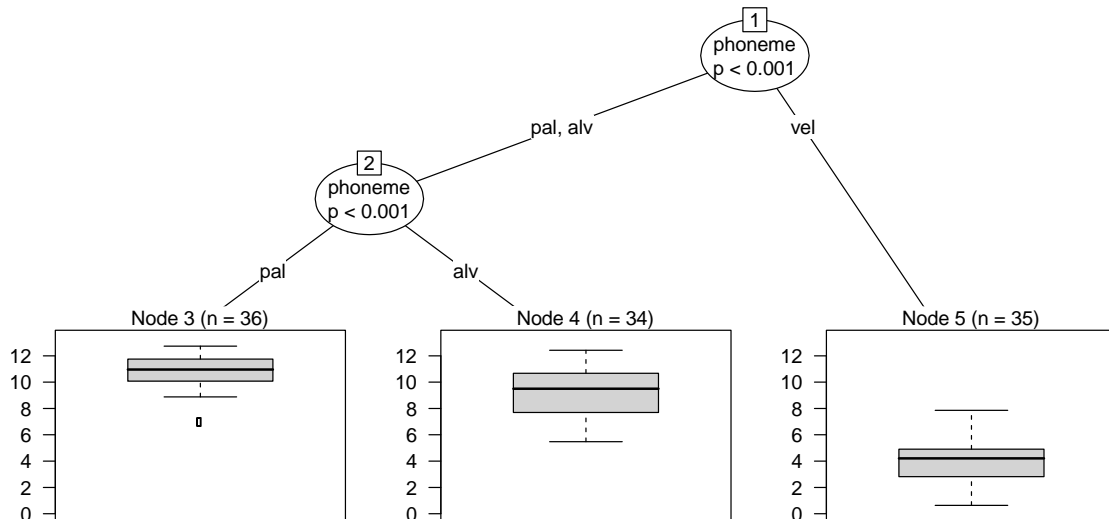 1
phoneme
p < 0.001
pal, alv
vel
2
phoneme
p < 0.001
pal
alv
Node 3 (n = 36)
12
10
8
6
4
2
0
Node 4 (n = 34)
12
10
8
6
4
2
0
Node 5 (n = 35)
12
10
8
6
4
2
0